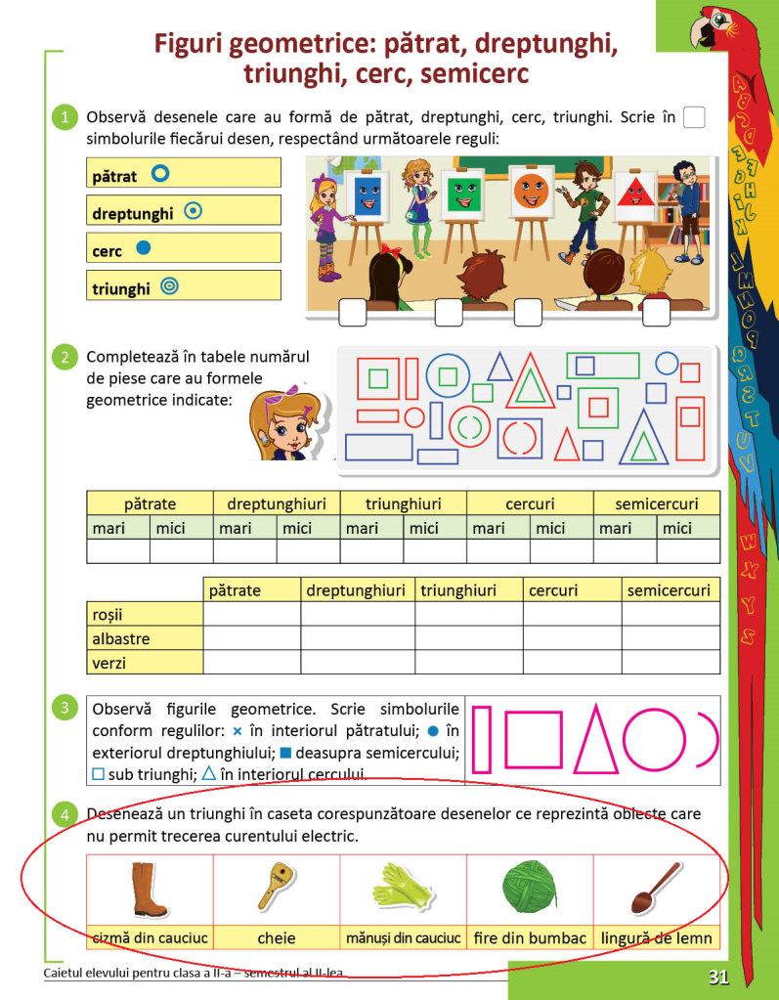 Figuri geometrice: pătrat, dreptunghi,
triunghi, cerc, semicerc
1 Observă desenele care au formă de pătrat, dreptunghi, cerc, triunghi. Scrie în
simbolurile fiecărui desen, respectând următoarele reguli:
pătrat
dreptunghi
cerc
triunghi
2 Completează în tabele numărul
de piese care au formele
geometrice indicate:
pătrate dreptunghiuri triunghiuri cercuri semicercuri
mari mici mari mici mari mici mari mici mari mici
pătrate dreptunghiuri triunghiuri cercuri semicercuri
roșii
albastre
verzi
3 Observă figurile geometrice. Scrie simbolurile
conform regulilor: × în interiorul pătratului; ● în
exteriorul dreptunghiului; ■ deasupra semicercului;
□ sub triunghi; △ în interiorul cercului.
4 Desenează un triunghi în caseta corespunzătoare desenelor ce reprezintă obiecte care
nu permit trecerea curentului electric.
cizmă din cauciuc cheie mănuși din cauciuc fire din bumbac lingură de lemn
Caietul elevului pentru clasa a II-a – semestrul al II-lea
31